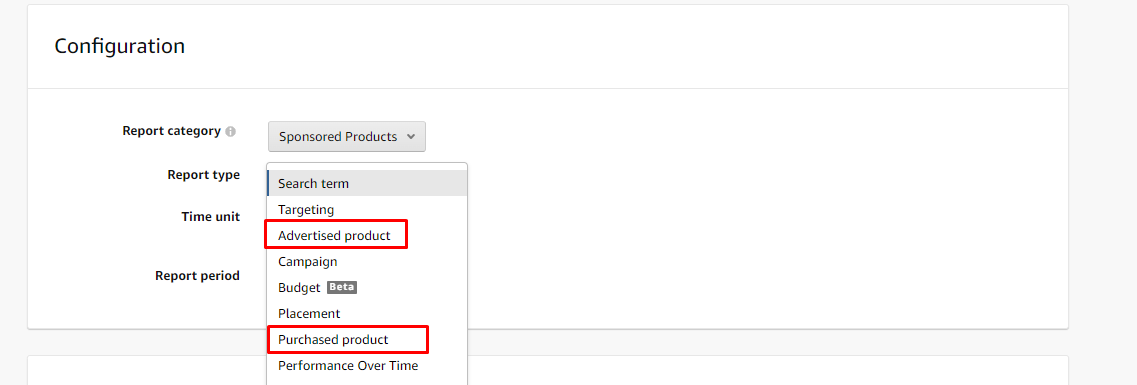 Configuration
Report category
Sponsored Products
Report type
Search term
Targeting
Time unit
Advertised product
Campaign
Report period
Budget Beta
Placement
Purchased product
Performance Over Time